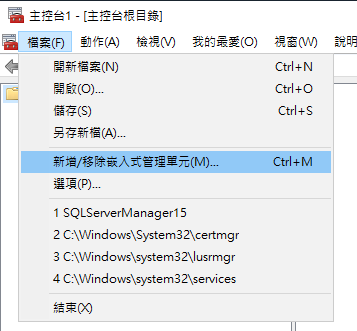 主控台1 - [主控台根目錄]
檔案(F) 動作(A) 檢視(V) 我的最愛(O) 視窗(W) 說明
開新檔案(N) Ctrl+N
開啟(O)... Ctrl+O
儲存(S) Ctrl+S
另存新檔(A)...
新增/移除嵌入式管理單元(M)... Ctrl+M
選項(P)...
1 SQLServerManager15
2 C:\Windows\System32\certmgr
3 C:\Windows\system32\lusrmgr
4 C:\Windows\system32\services
結束(X)